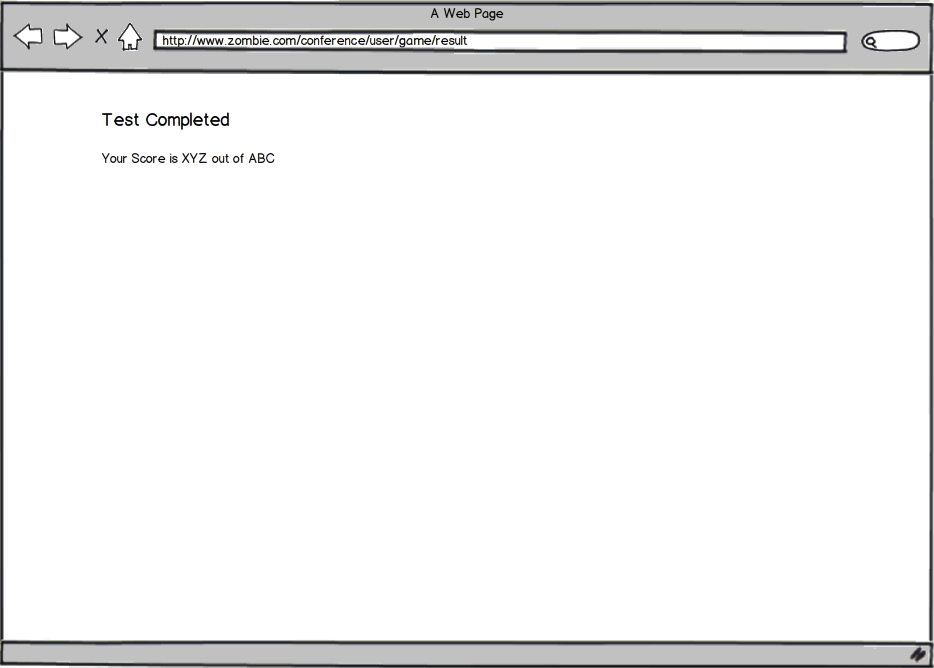 A Web Page
http://www.zombie.com/conference/user/game/result
Test Completed
Your Score is XYZ out of ABC